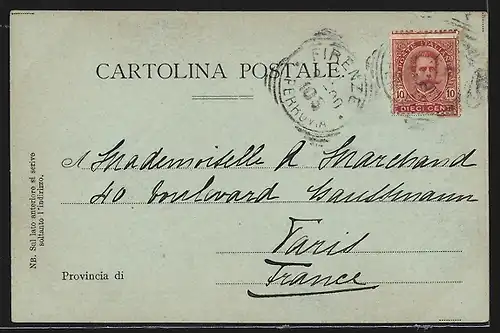 CARTOLINA POSTALE.
FIRENZE
FERROVIA
POSTE ITALIANE
10 10
DIECI CENT
A Mademoiselle R Marchand
40 boulevard Haussmann
Paris
Provincia di
France
NB. Sul lato anteriore si scrive
soltanto l'indirizzo.